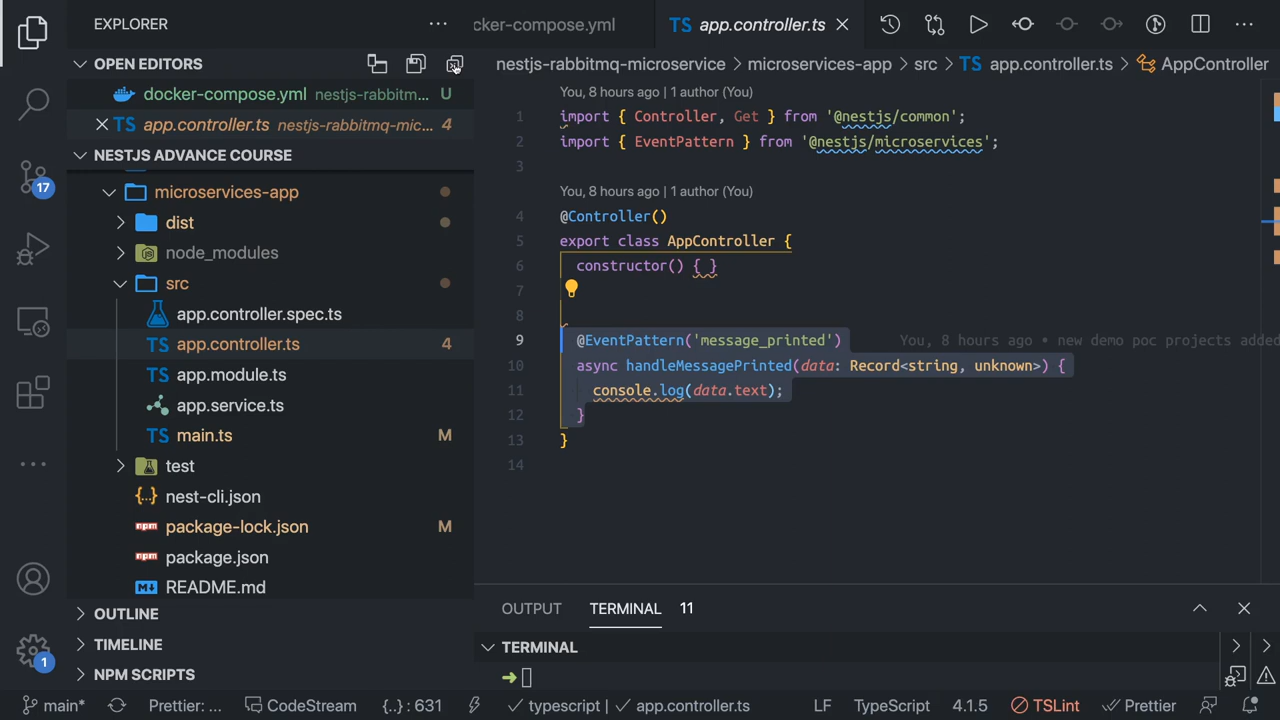 EXPLORER
···
cker-compose.yml
TS app.controller.ts
OPEN EDITORS
docker-compose.yml nestjs-rabbitm... U
TS app.controller.ts nestjs-rabbitmq-mic... 4
NESTJS ADVANCE COURSE
microservices-app
dist
node_modules
src
app.controller.spec.ts
TS app.controller.ts 4
TS app.module.ts
app.service.ts
TS main.ts M
test
{..} nest-cli.json
npm package-lock.json M
npm package.json
README.md
OUTLINE
TIMELINE
NPM SCRIPTS
17
1
nestjs-rabbitmq-microservice > microservices-app > src > TS app.controller.ts > AppController
You, 8 hours ago | 1 author (You)
1 import { Controller, Get } from '@nestjs/common';
2 import { EventPattern } from '@nestjs/microservices';
3
You, 8 hours ago | 1 author (You)
4 @Controller()
5 export class AppController {
6 constructor() { }
7
8
9 @EventPattern('message_printed') You, 8 hours ago • new demo poc projects added
10 async handleMessagePrinted(data: Record<string, unknown>) {
11 console.log(data.text);
12 }
13 }
14
OUTPUT TERMINAL 11
TERMINAL
main* Prettier: ... CodeStream {..} : 631 typescript | app.controller.ts LF TypeScript 4.1.5 TSLint Prettier